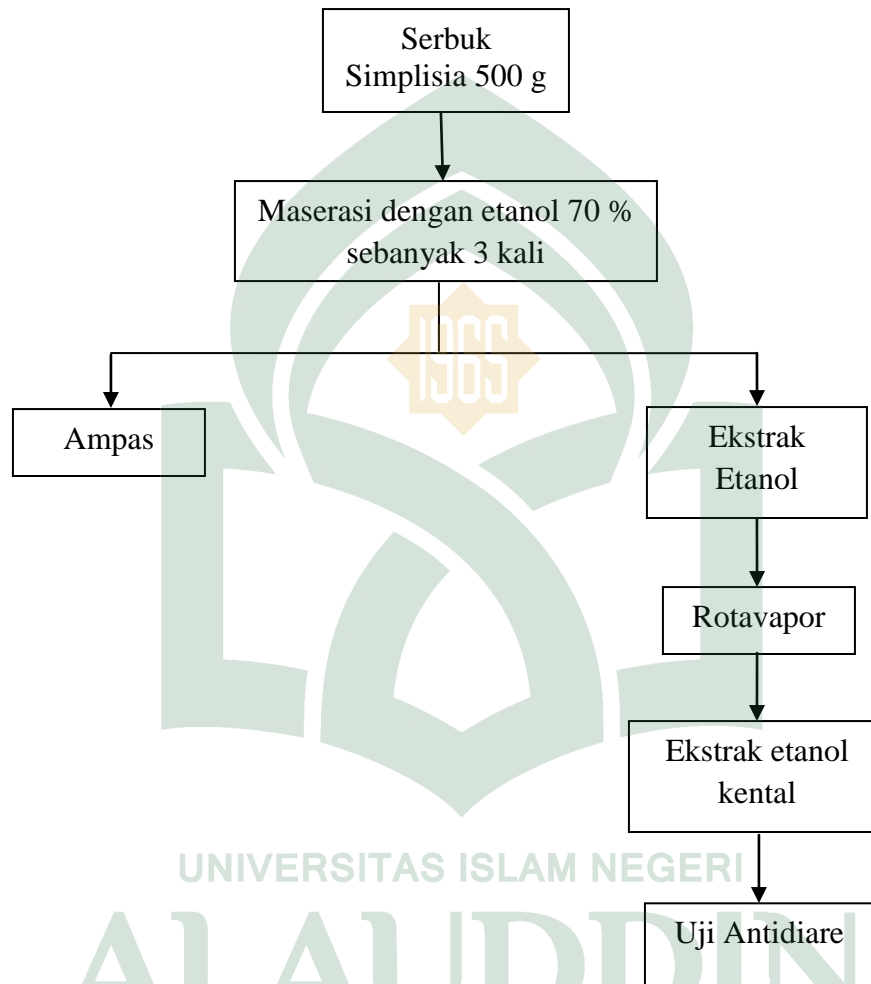 Serbuk
Simplisia 500 g
Maserasi dengan etanol 70 %
sebanyak 3 kali
1965
Ampas
Ekstrak
Etanol
Rotavapor
Ekstrak etanol
kental
UNIVERSITAS ISLAM NEGERI
Uji Antidiare
ALAUDDIN